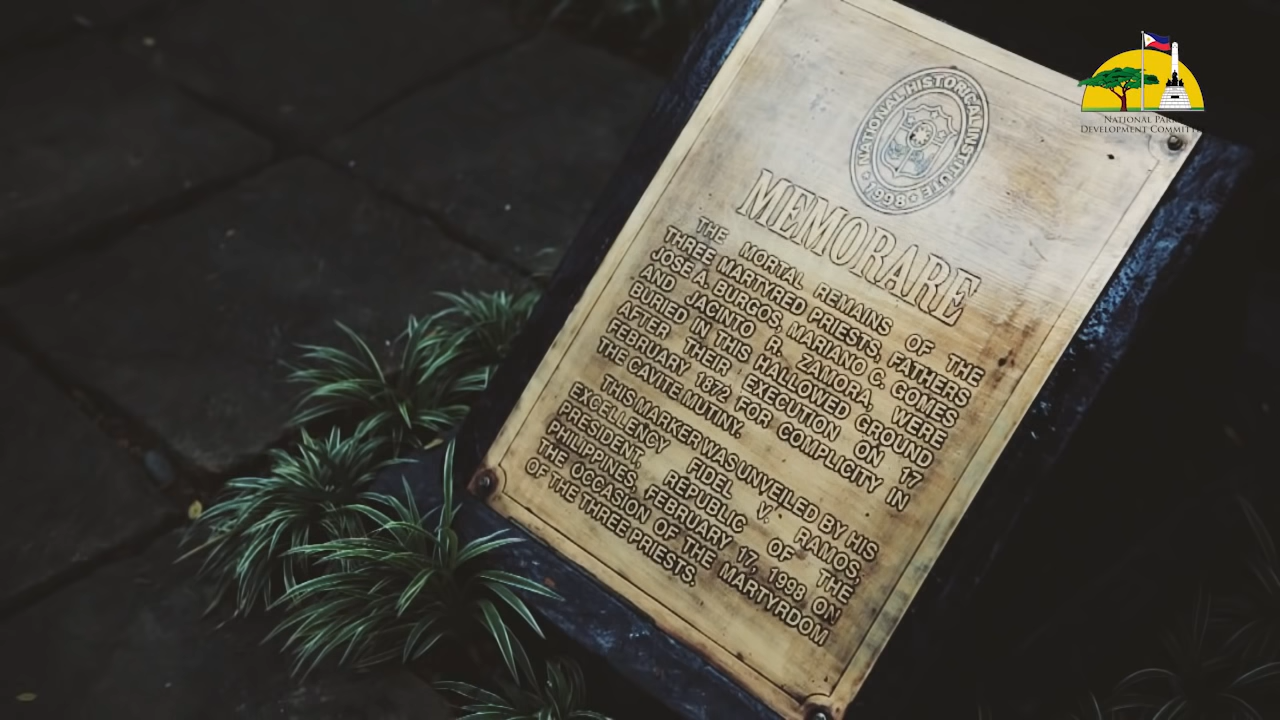 NATIONAL HISTORICAL INSTITUTE
1998
MEMORARE
THE MORTAL REMAINS OF THE
THREE MARTYRED PRIESTS, FATHERS
JOSE A. BURGOS, MARIANO C. GOMES
AND JACINTO R. ZAMORA, WERE
BURIED IN THIS HALLOWED GROUND
AFTER THEIR EXECUTION ON 17
FEBRUARY 1872 FOR COMPLICITY IN
THE CAVITE MUTINY.
THIS MARKER WAS UNVEILED BY HIS
EXCELLENCY FIDEL V. RAMOS,
PRESIDENT, REPUBLIC OF THE
PHILIPPINES, FEBRUARY 17, 1998 ON
THE OCCASION OF THE MARTYRDOM
OF THE THREE PRIESTS.
NATIONAL
DEVELOPMENT